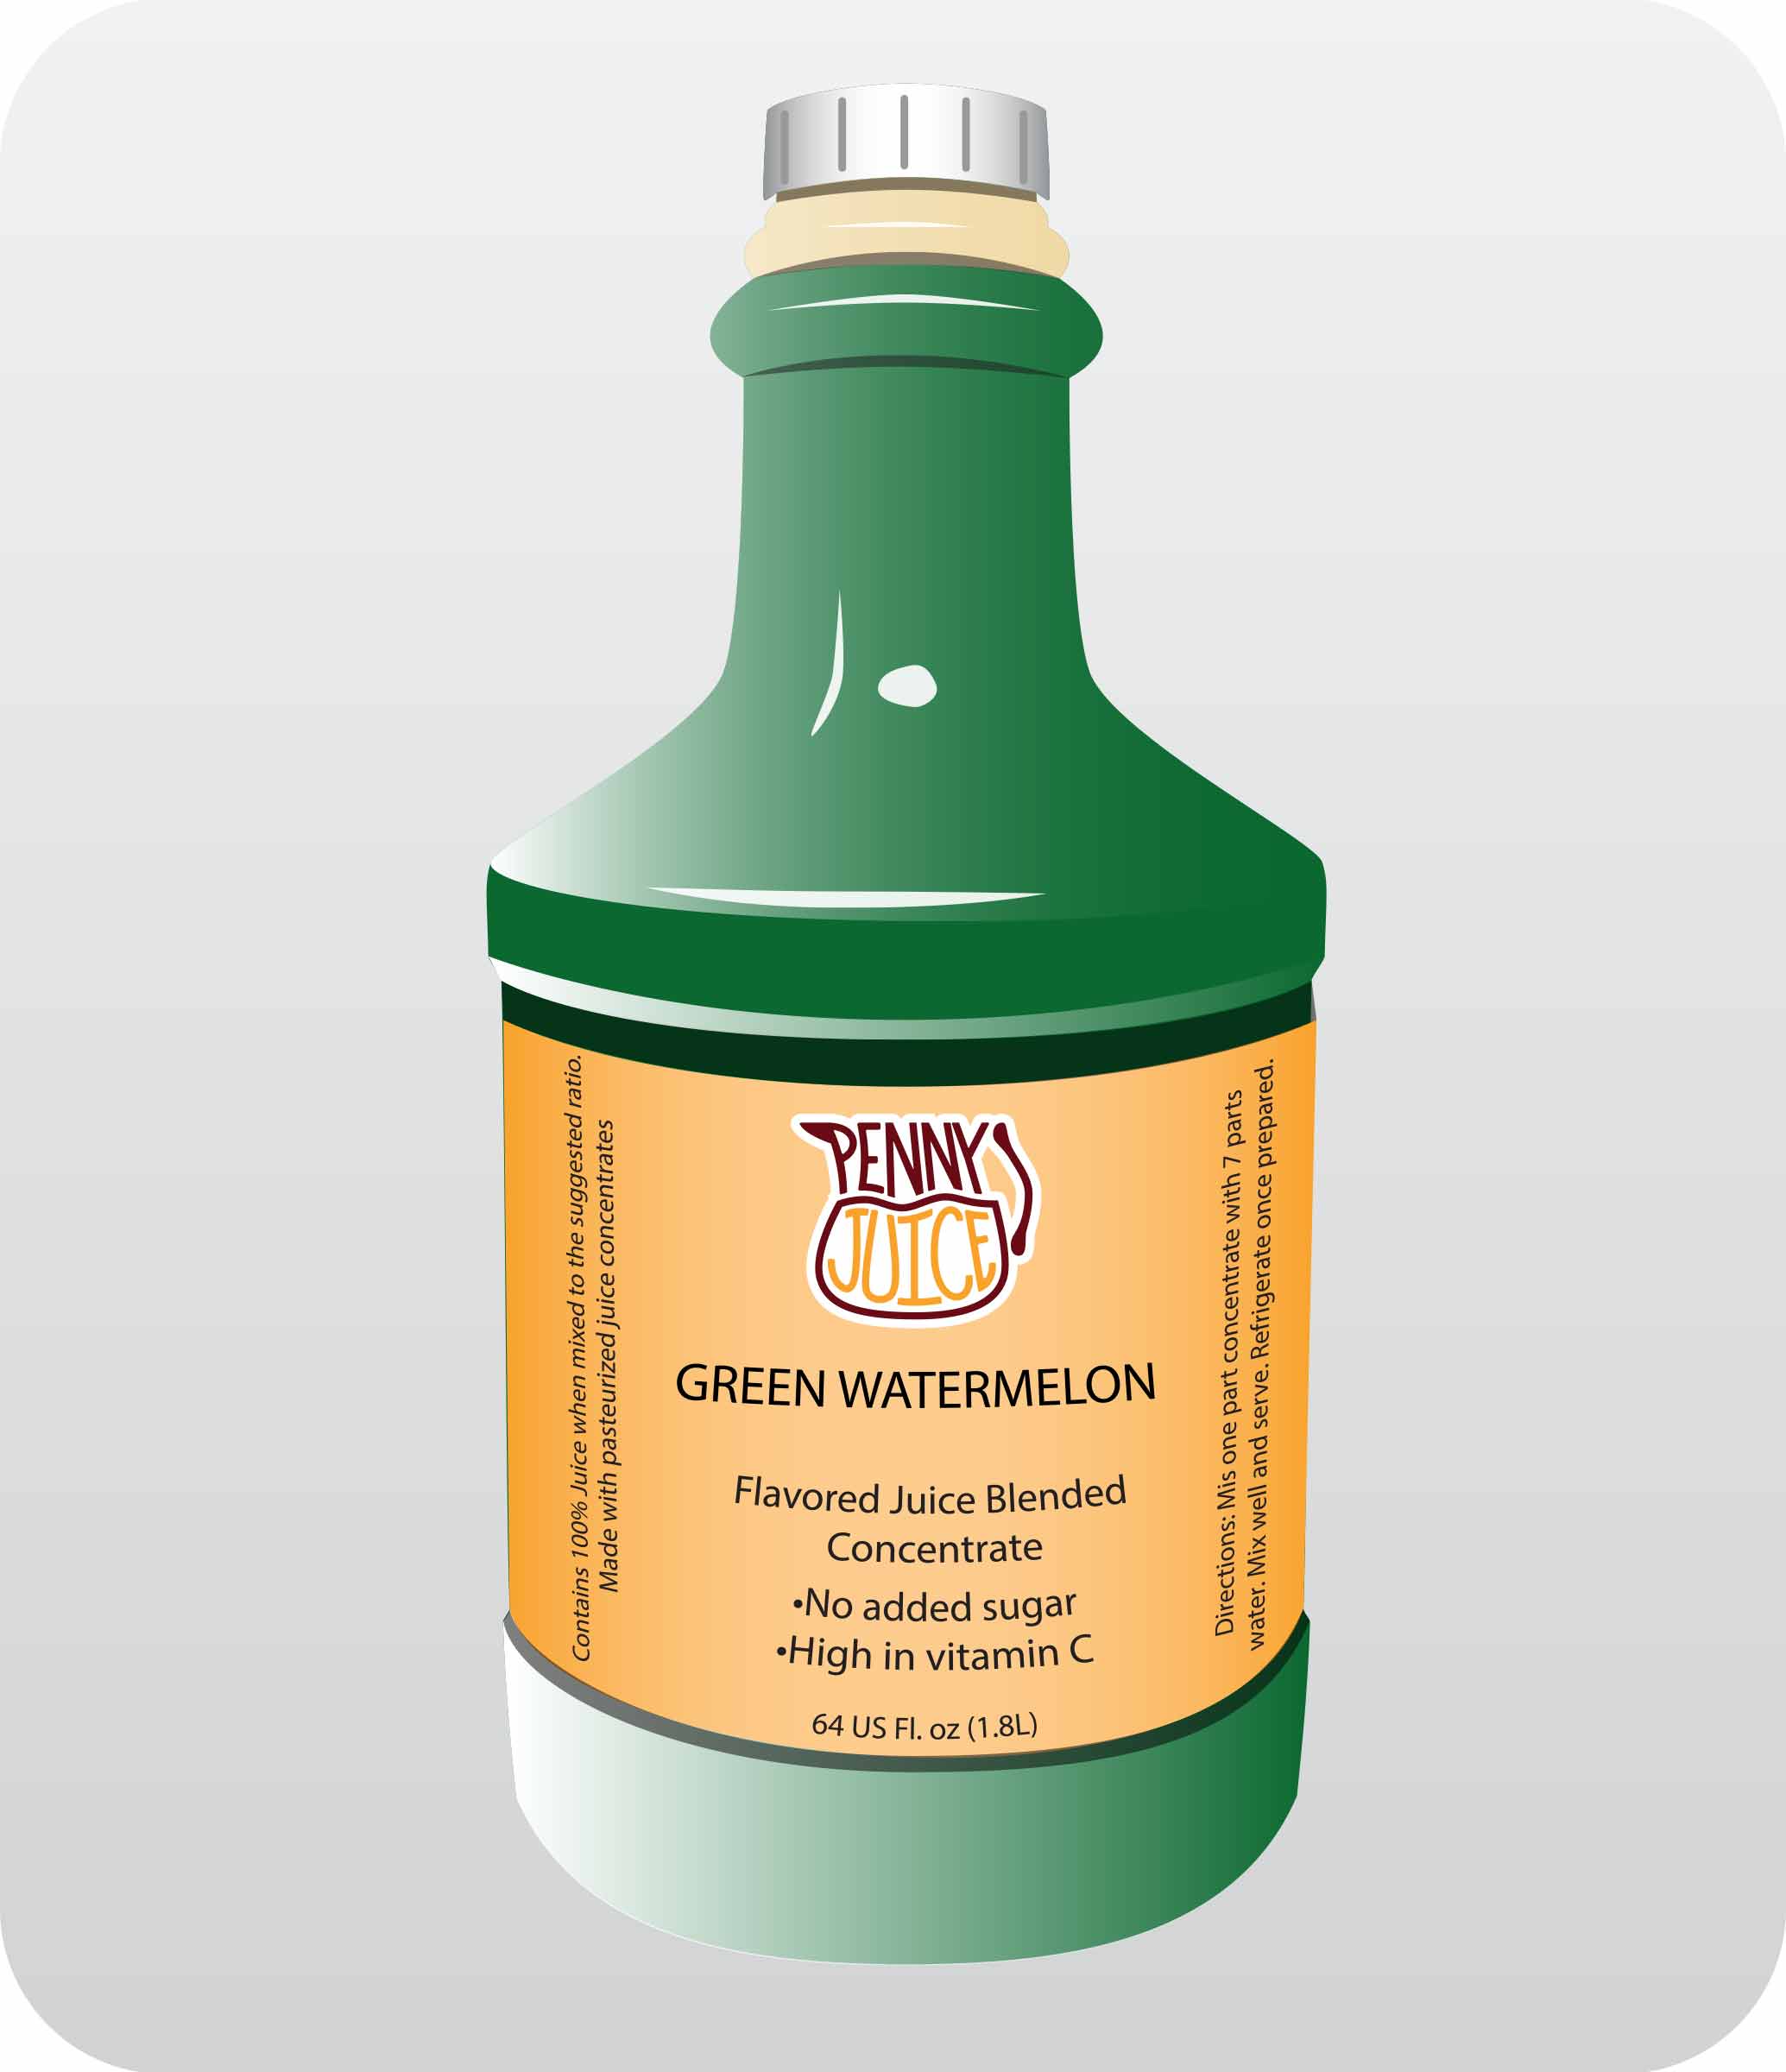 PENNY
JUICE
GREEN WATERMELON
Flavored Juice Blended
Concentrate
•No added sugar
•High in vitamin C
64 US Fl. oz (1.8L)
Contains 100% Juice when mixed to the suggested ratio.
Made with pasteurized juice concentrates
Directions: Mis one part concentrate with 7 parts
water. Mix well and serve. Refrigerate once prepared.